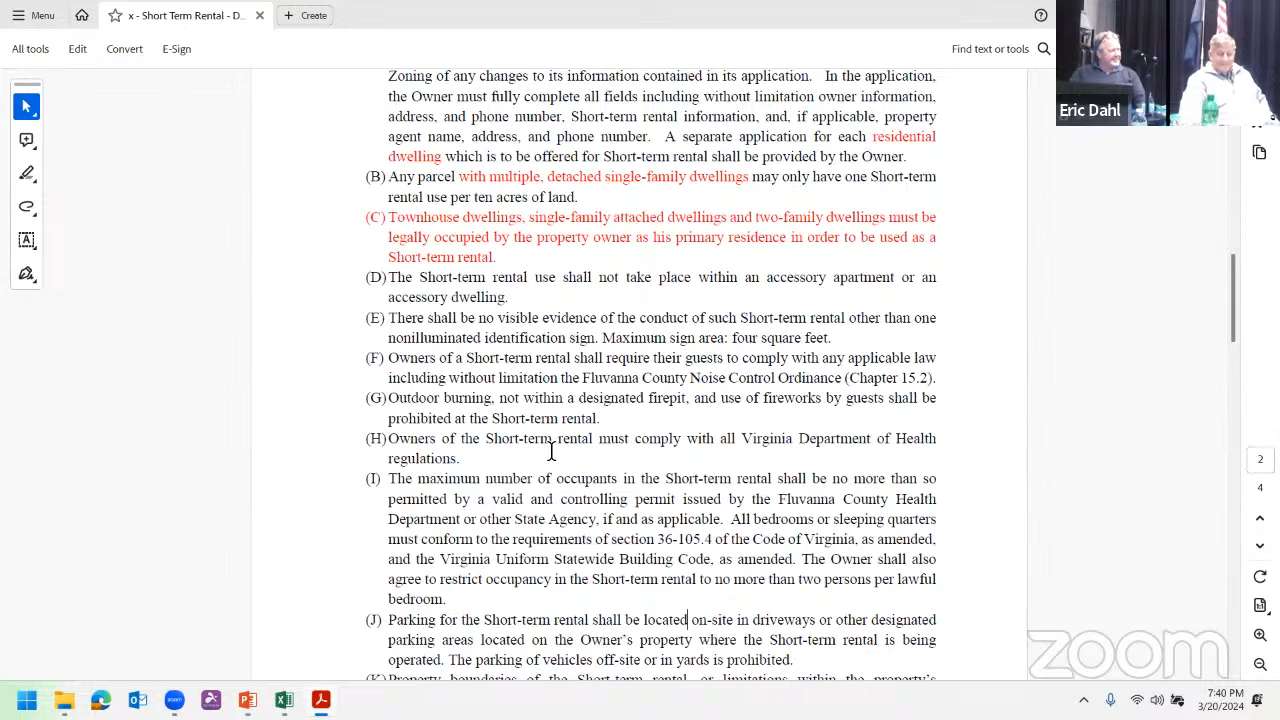 Menu
x - Short Term Rental - D...
Create
All tools
Edit
Convert
E-Sign
Find text or tools
Eric Dahl
Zoning of any changes to its information contained in its application. In the application,
the Owner must fully complete all fields including without limitation owner information,
address, and phone number, Short-term rental information, and, if applicable, property
agent name, address, and phone number. A separate application for each residential
dwelling which is to be offered for Short-term rental shall be provided by the Owner.
(B) Any parcel with multiple, detached single-family dwellings may only have one Short-term
rental use per ten acres of land.
(C) Townhouse dwellings, single-family attached dwellings and two-family dwellings must be
legally occupied by the property owner as his primary residence in order to be used as a
Short-term rental.
(D) The Short-term rental use shall not take place within an accessory apartment or an
accessory dwelling.
(E) There shall be no visible evidence of the conduct of such Short-term rental other than one
nonilluminated identification sign. Maximum sign area: four square feet.
(F) Owners of a Short-term rental shall require their guests to comply with any applicable law
including without limitation the Fluvanna County Noise Control Ordinance (Chapter 15.2).
(G) Outdoor burning, not within a designated firepit, and use of fireworks by guests shall be
prohibited at the Short-term rental.
(H) Owners of the Short-term rental must comply with all Virginia Department of Health
regulations.
(I) The maximum number of occupants in the Short-term rental shall be no more than so
permitted by a valid and controlling permit issued by the Fluvanna County Health
Department or other State Agency, if and as applicable. All bedrooms or sleeping quarters
must conform to the requirements of section 36-105.4 of the Code of Virginia, as amended,
and the Virginia Uniform Statewide Building Code, as amended. The Owner shall also
agree to restrict occupancy in the Short-term rental to no more than two persons per lawful
bedroom.
(J) Parking for the Short-term rental shall be located on-site in driveways or other designated
parking areas located on the Owner's property where the Short-term rental is being
operated. The parking of vehicles off-site or in yards is prohibited.
(K) Property boundaries of the Short-term rental, or limitations within the property's
2
4
zoom
7:40 PM
3/20/2024